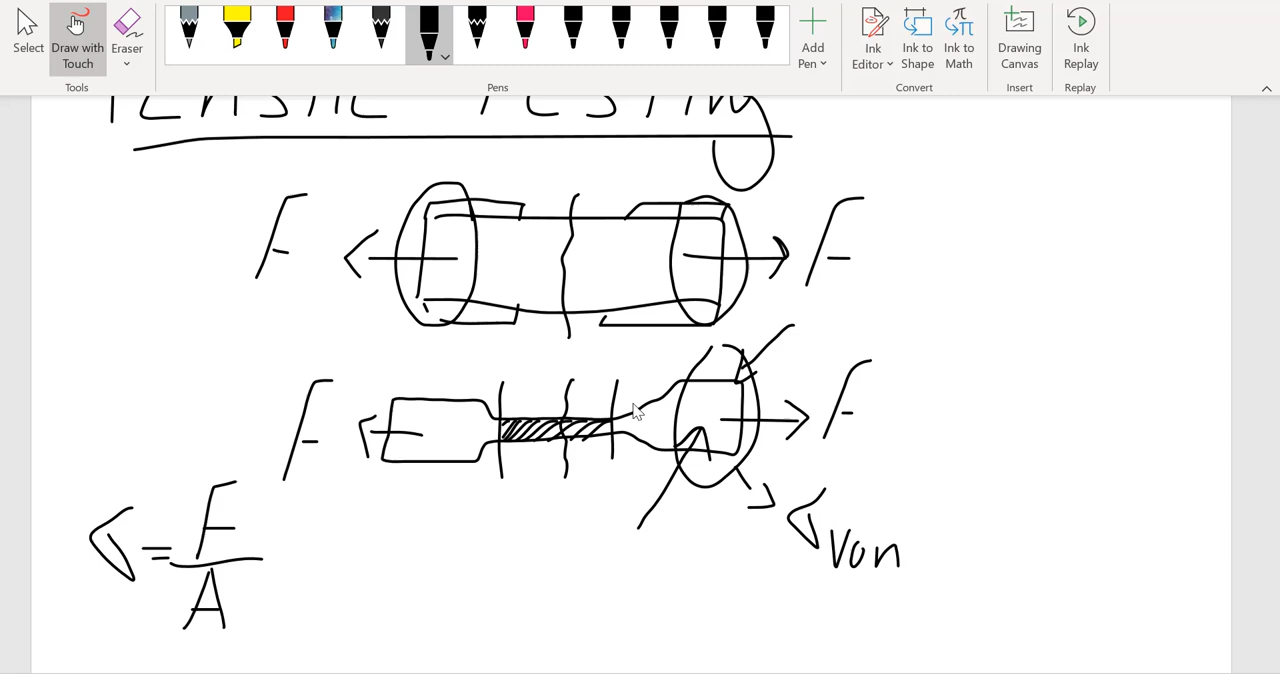 Select
Draw with Touch
Eraser
Tools
Pens
Add Pen
Ink Editor
Ink to Shape
Ink to Math
Convert
Drawing Canvas
Insert
Ink Replay
Replay
TENSILE TESTING
F F
F F
σ = F
A
σ von